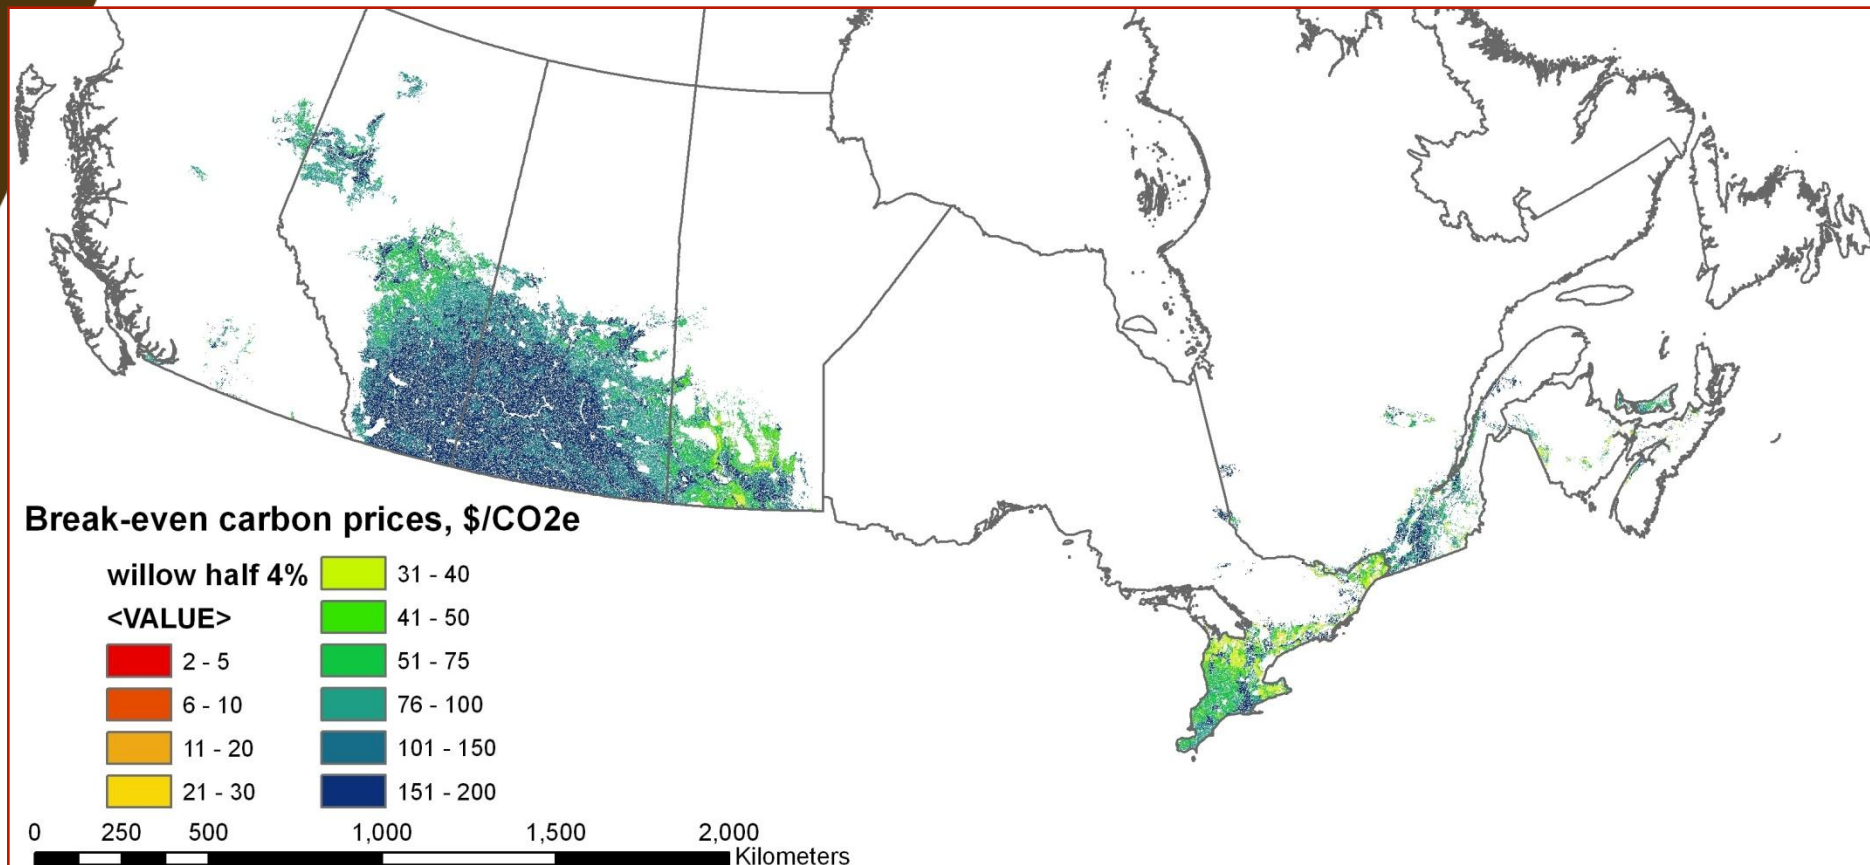 Break-even carbon prices, $/CO2e
willow half 4%
<VALUE>
2 - 5
6 - 10
11 - 20
21 - 30
31 - 40
41 - 50
51 - 75
76 - 100
101 - 150
151 - 200
0 250 500 1,000 1,500 2,000
Kilometers